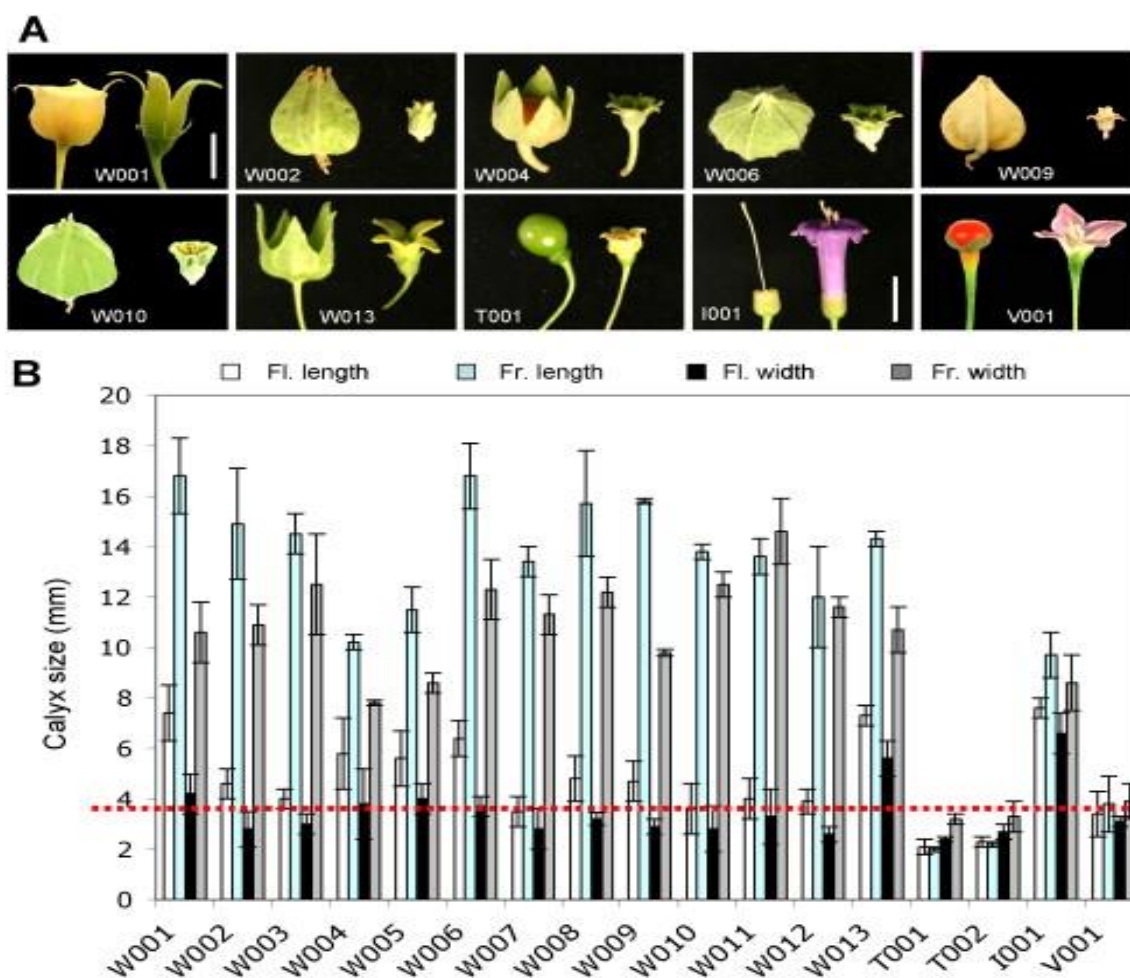 A
W001
W002
W004
W006
W009
W010
W013
T001
I001
V001
B
Fl. length Fr. length Fl. width Fr. width
Calyx size (mm)
20
18
16
14
12
10
8
6
4
2
0
W001 W002 W003 W004 W005 W006 W007 W008 W009 W010 W011 W012 W013 T001 T002 I001 V001